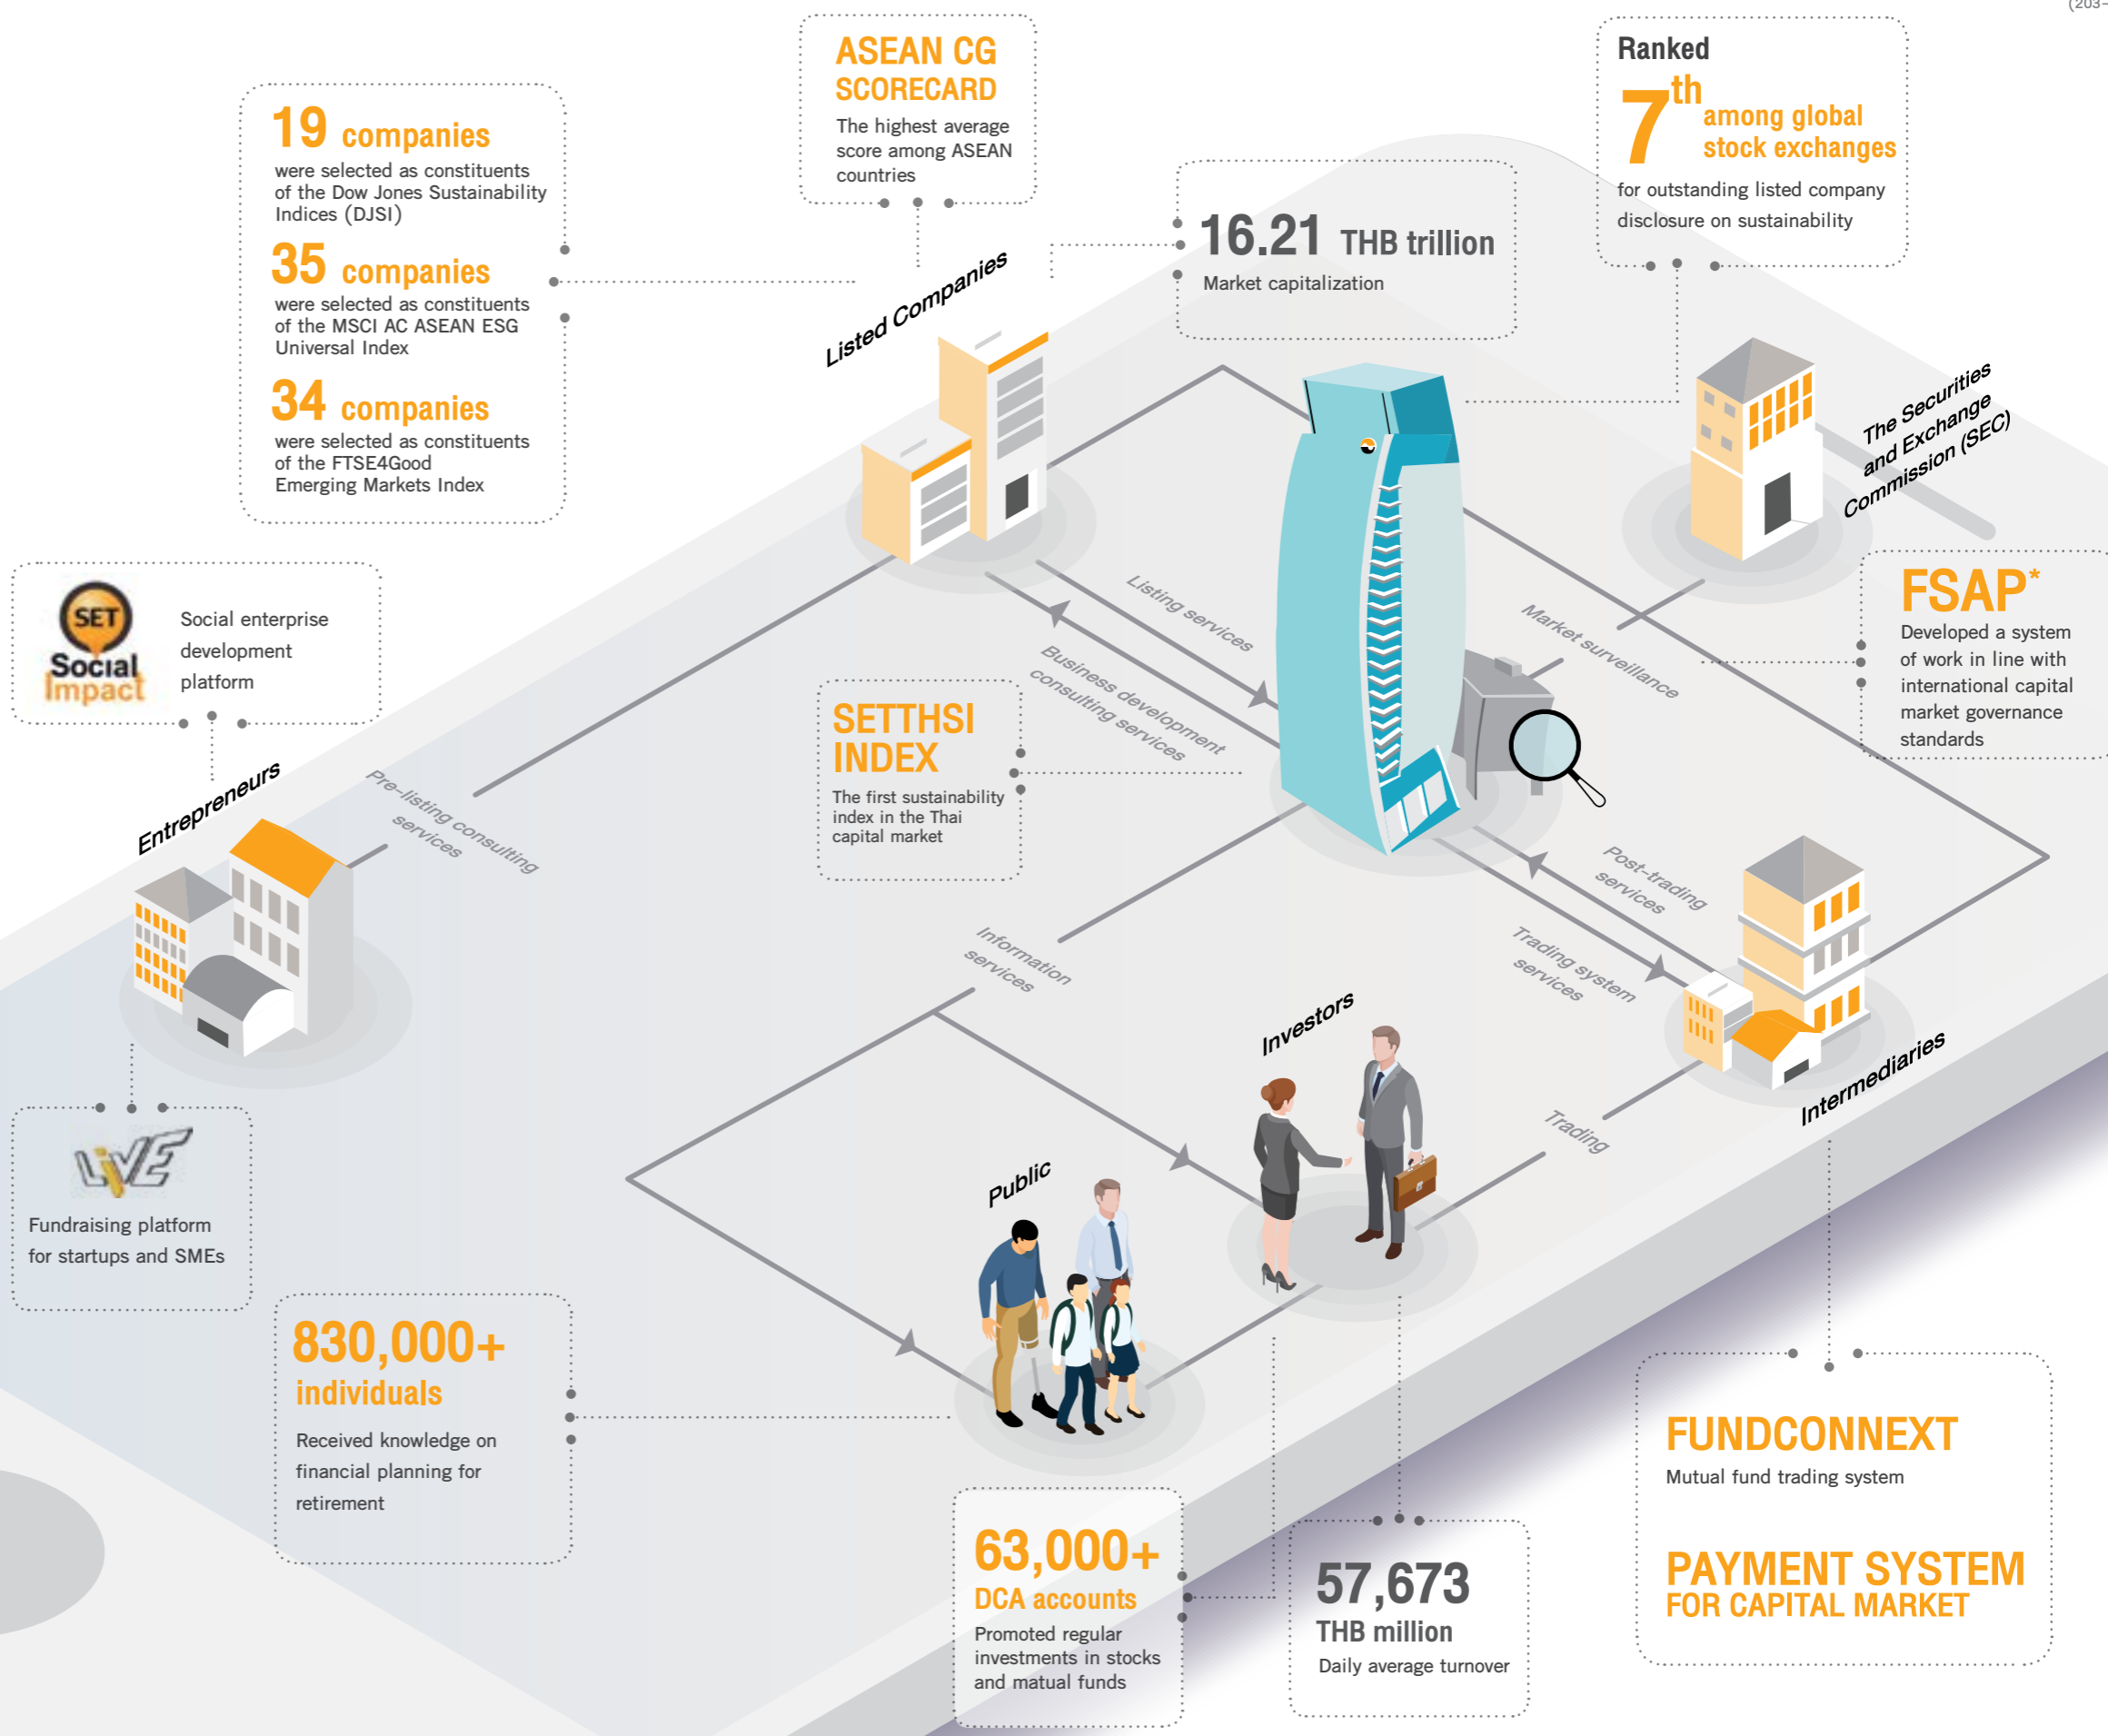 (203-
ASEAN CG
SCORECARD
The highest average
score among ASEAN
countries
Ranked
7th
among global
stock exchanges
for outstanding listed company
disclosure on sustainability
19 companies
were selected as constituents
of the Dow Jones Sustainability
Indices (DJSI)
35 companies
were selected as constituents
of the MSCI AC ASEAN ESG
Universal Index
34 companies
were selected as constituents
of the FTSE4Good
Emerging Markets Index
16.21 THB trillion
Market capitalization
Listed Companies
The Securities
and Exchange
Commission (SEC)
SET
Social
Impact
Social enterprise
development
platform
FSAP*
Developed a system
of work in line with
international capital
market governance
standards
Listing services
Business development
consulting services
Market surveillance
SETTHSI
INDEX
The first sustainability
index in the Thai
capital market
Entrepreneurs
Pre-listing consulting
services
Post-trading
services
Trading system
services
Information
services
Investors
Intermediaries
Trading
Public
LiVE
Fundraising platform
for startups and SMEs
830,000+
individuals
Received knowledge on
financial planning for
retirement
63,000+
DCA accounts
Promoted regular
investments in stocks
and matual funds
57,673
THB million
Daily average turnover
FUNDCONNEXT
Mutual fund trading system
PAYMENT SYSTEM
FOR CAPITAL MARKET